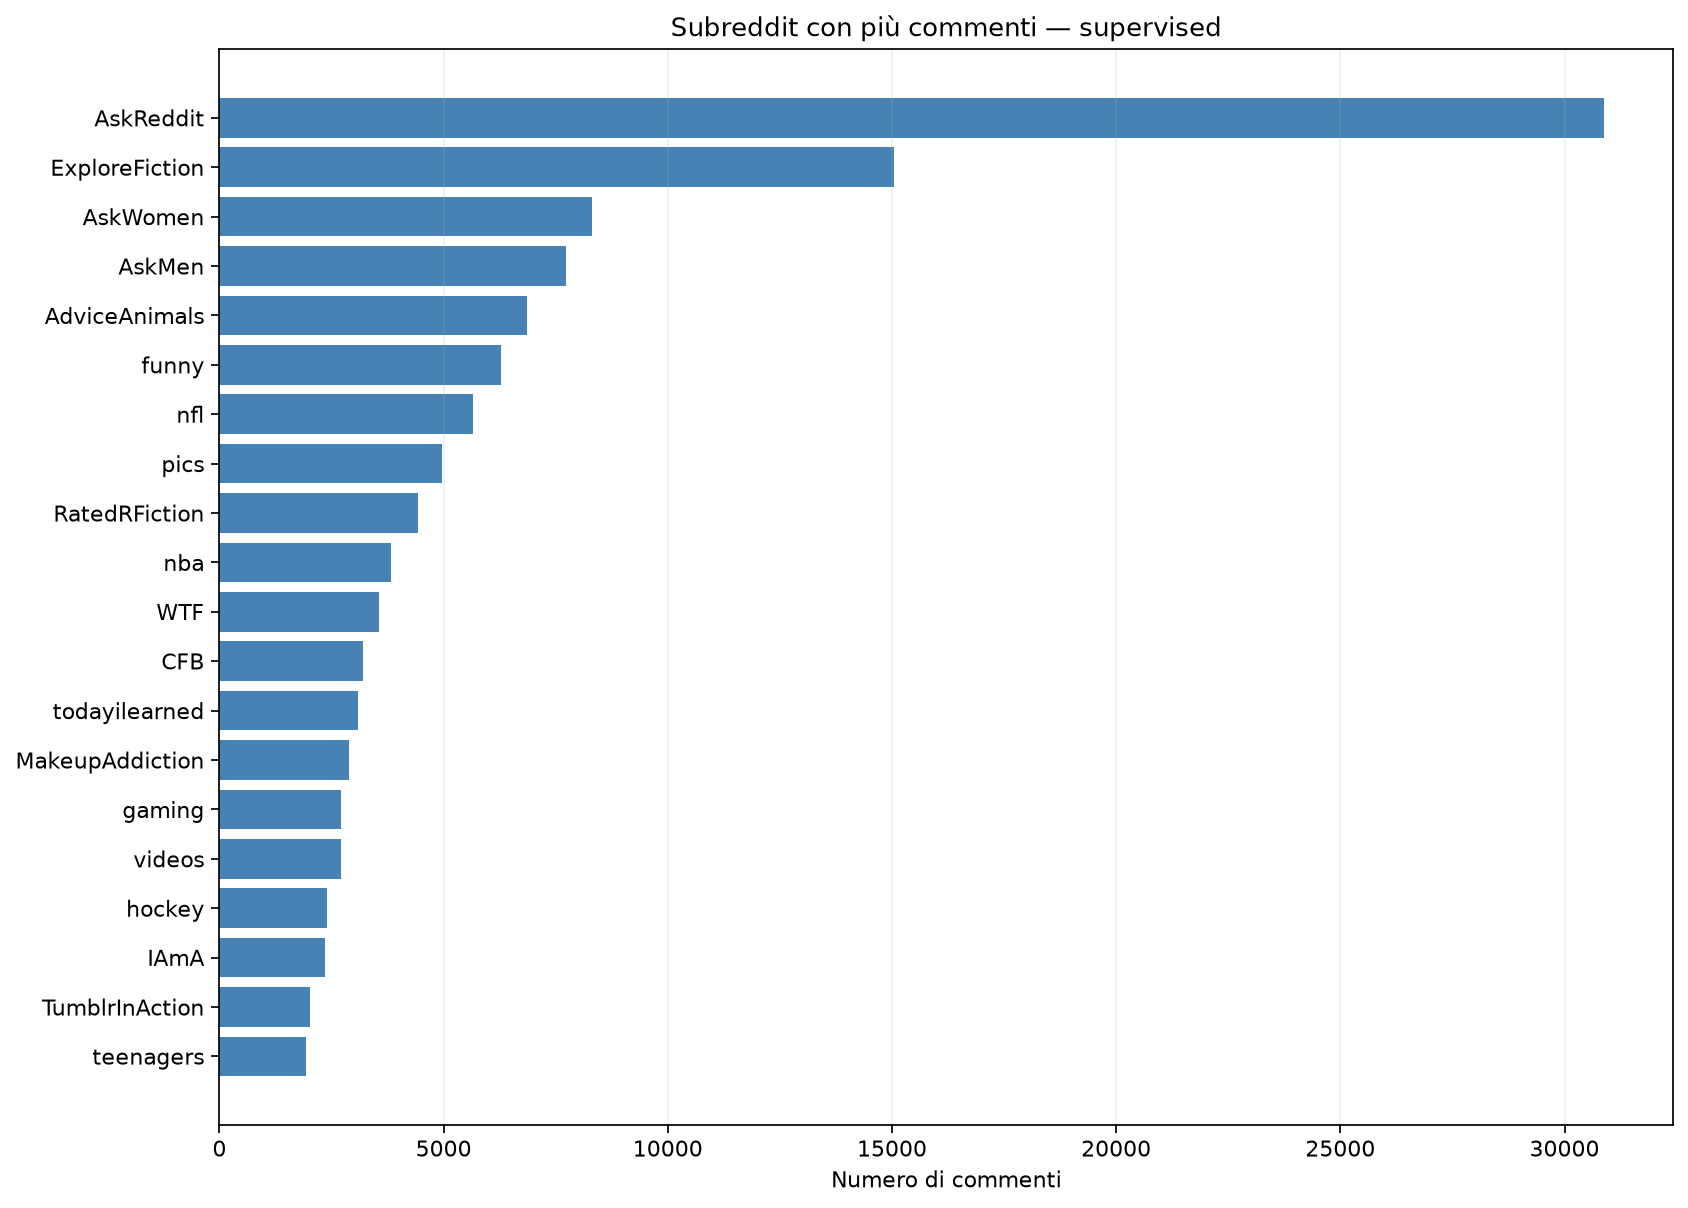 Subreddit con più commenti — supervised
AskReddit
ExploreFiction
AskWomen
AskMen
AdviceAnimals
funny
nfl
pics
RatedRFiction
nba
WTF
CFB
todayilearned
MakeupAddiction
gaming
videos
hockey
IAmA
TumblrInAction
teenagers
0 5000 10000 15000 20000 25000 30000
Numero di commenti